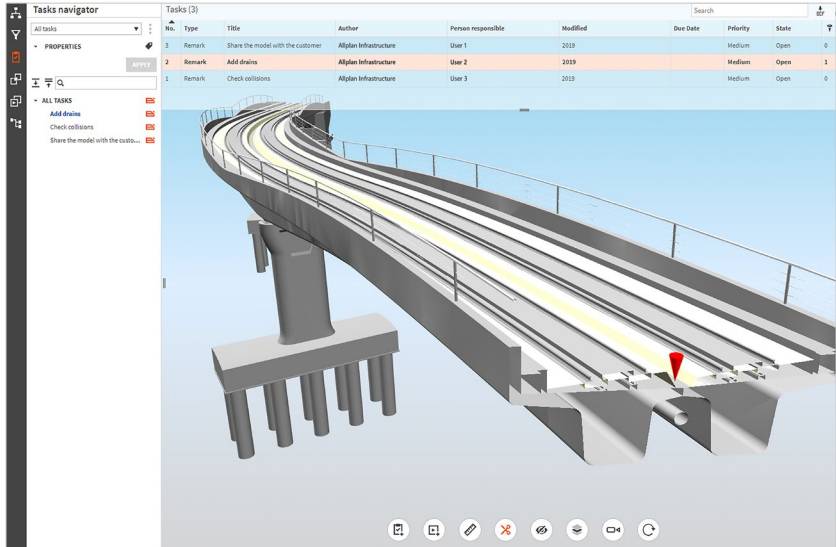 Tasks navigator
All tasks
PROPERTIES
APPLY
ALL TASKS
Add drains
Check collisions
Share the model with the custo...
Tasks (3)
Search
BCF
No. Type Title Author Person responsible Modified Due Date Priority State
3 Remark Share the model with the customer Allplan Infrastructure User 1 2019 Medium Open 0
2 Remark Add drains Allplan Infrastructure User 2 2019 Medium Open 1
1 Remark Check collisions Allplan Infrastructure User 3 2019 Medium Open 0